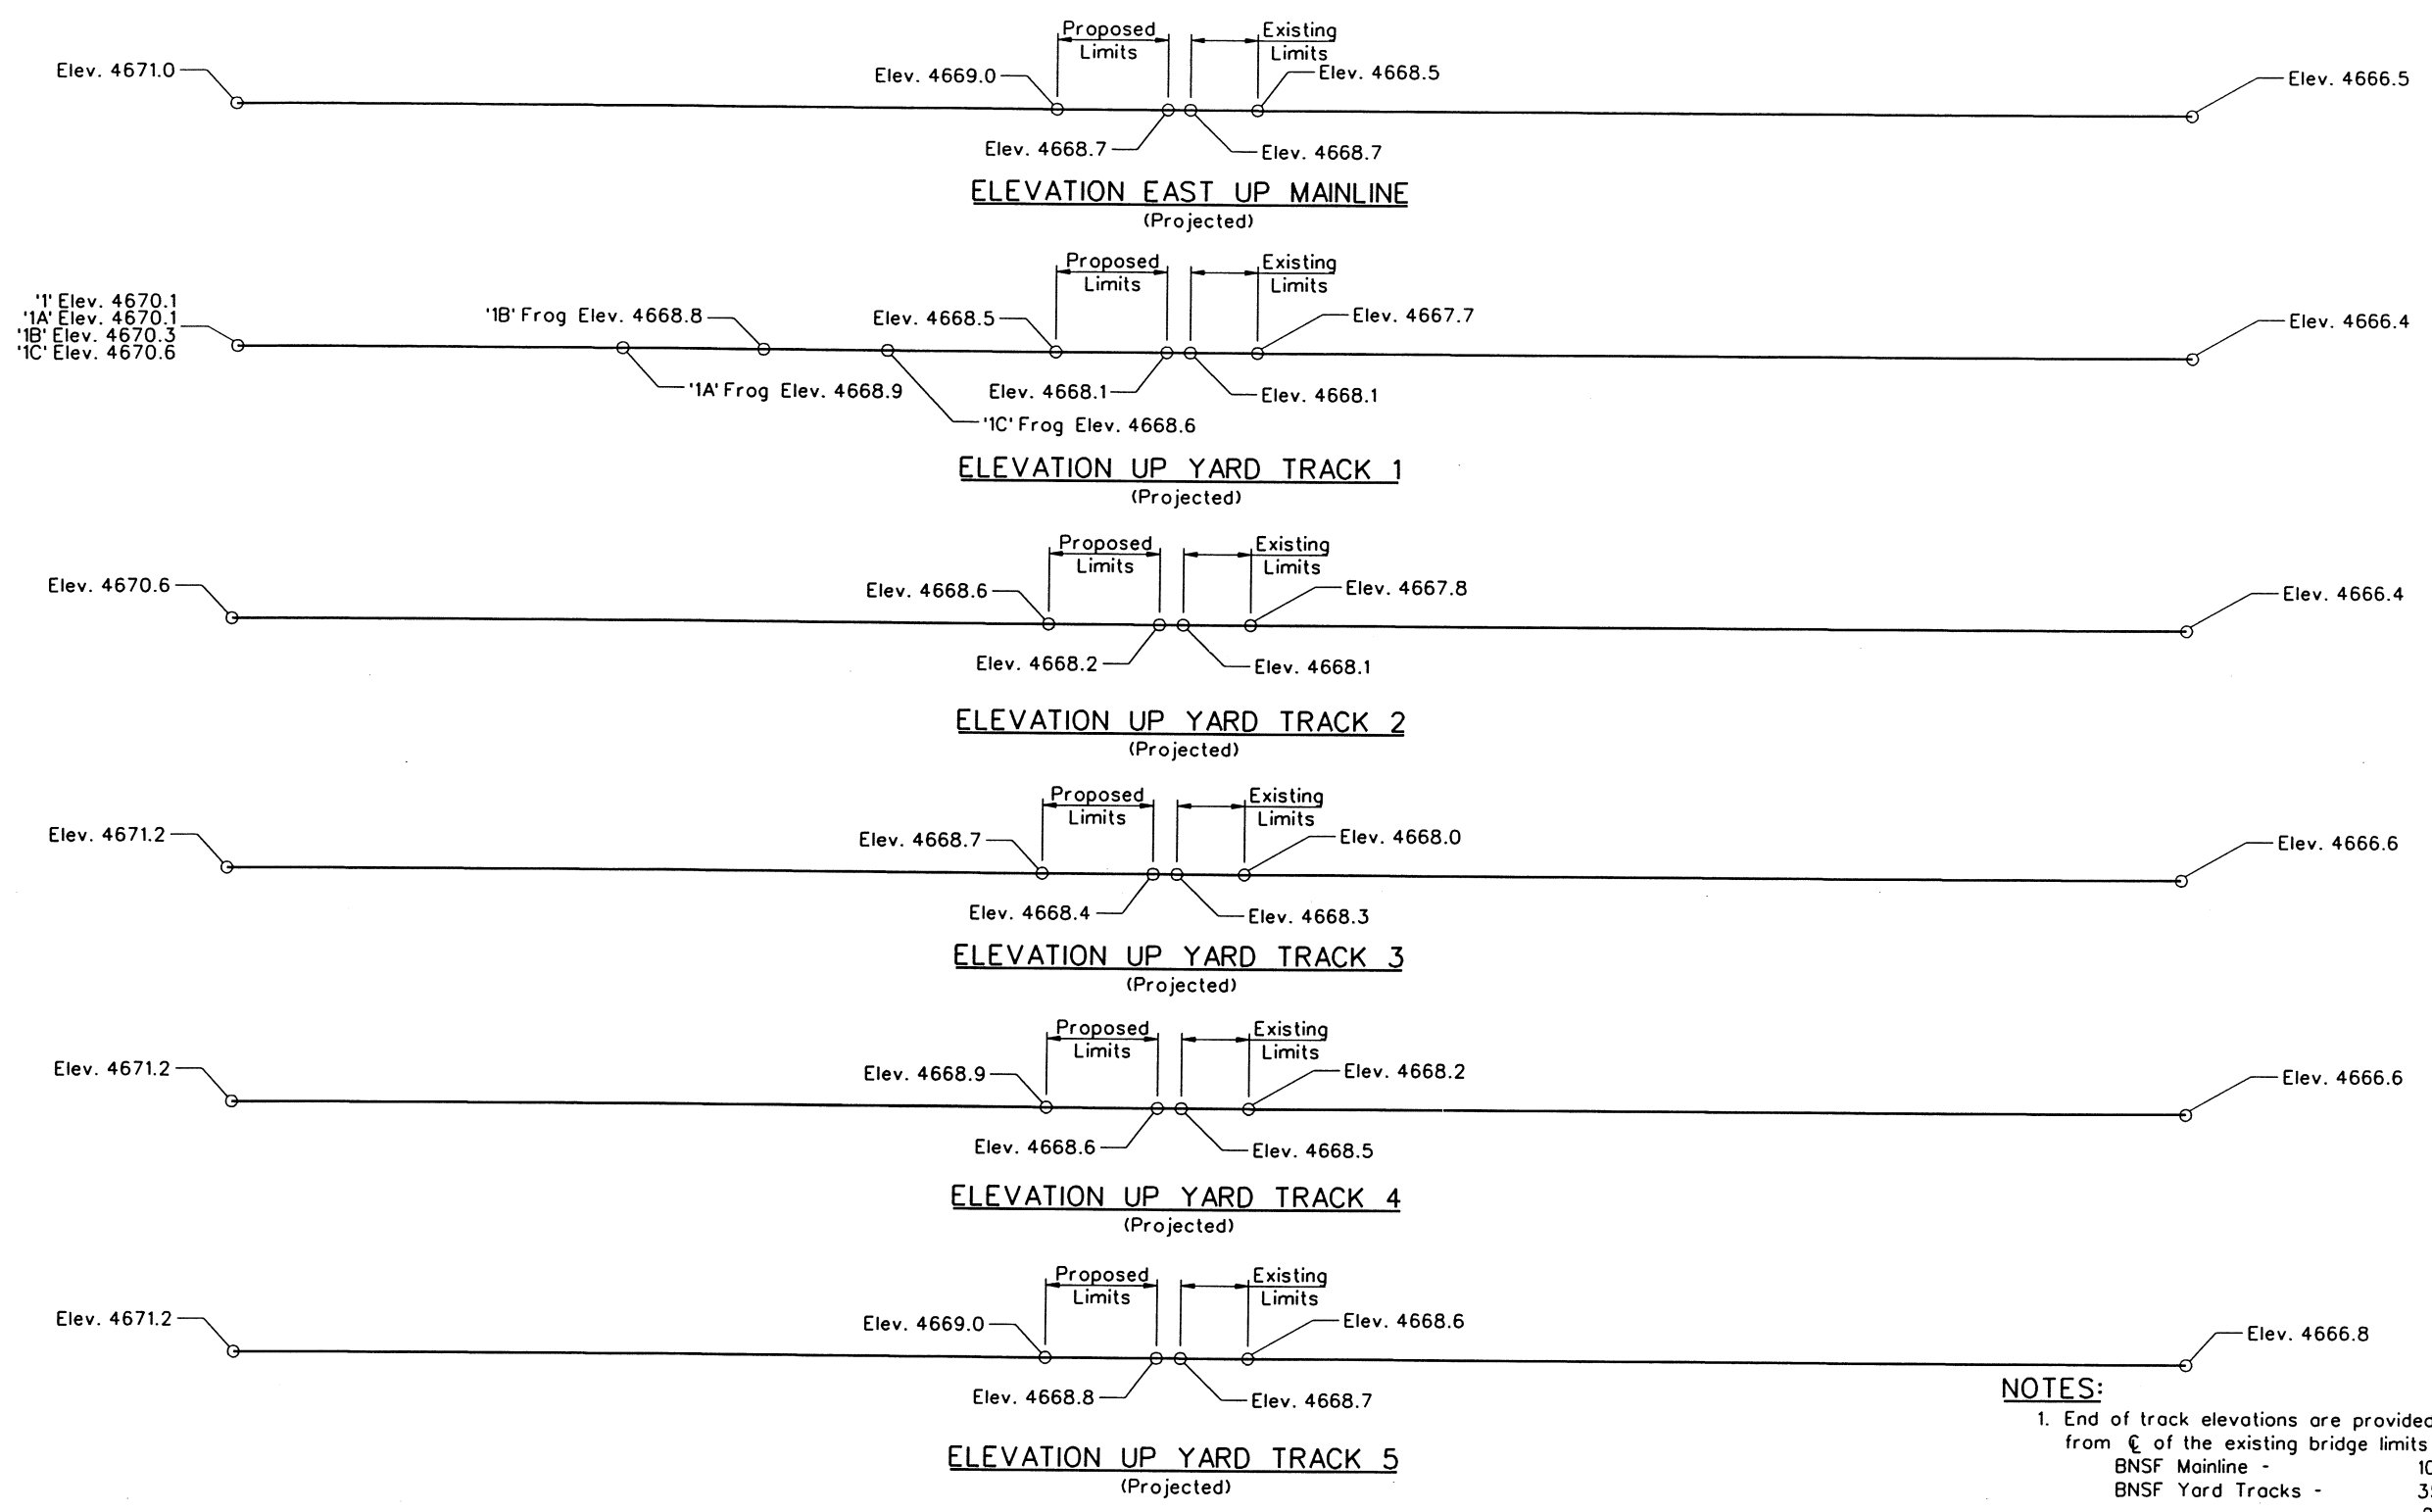 Proposed
Limits
Existing
Limits
Elev. 4671.0
Elev. 4669.0
Elev. 4668.5
Elev. 4666.5
Elev. 4668.7
Elev. 4668.7
ELEVATION EAST UP MAINLINE
(Projected)
Proposed
Limits
Existing
Limits
'1' Elev. 4670.1
'1A' Elev. 4670.1
'1B' Elev. 4670.3
'1C' Elev. 4670.6
'1B' Frog Elev. 4668.8
Elev. 4668.5
Elev. 4667.7
Elev. 4666.4
'1A' Frog Elev. 4668.9
Elev. 4668.1
Elev. 4668.1
'1C' Frog Elev. 4668.6
ELEVATION UP YARD TRACK 1
(Projected)
Proposed
Limits
Existing
Limits
Elev. 4670.6
Elev. 4668.6
Elev. 4667.8
Elev. 4666.4
Elev. 4668.2
Elev. 4668.1
ELEVATION UP YARD TRACK 2
(Projected)
Proposed
Limits
Existing
Limits
Elev. 4671.2
Elev. 4668.7
Elev. 4668.0
Elev. 4666.6
Elev. 4668.4
Elev. 4668.3
ELEVATION UP YARD TRACK 3
(Projected)
Proposed
Limits
Existing
Limits
Elev. 4671.2
Elev. 4668.9
Elev. 4668.2
Elev. 4666.6
Elev. 4668.6
Elev. 4668.5
ELEVATION UP YARD TRACK 4
(Projected)
Proposed
Limits
Existing
Limits
Elev. 4671.2
Elev. 4669.0
Elev. 4668.6
Elev. 4666.8
Elev. 4668.8
Elev. 4668.7
ELEVATION UP YARD TRACK 5
(Projected)
NOTES:
1. End of track elevations are provided
from ℄ of the existing bridge limits
BNSF Mainline - 10
BNSF Yard Tracks -